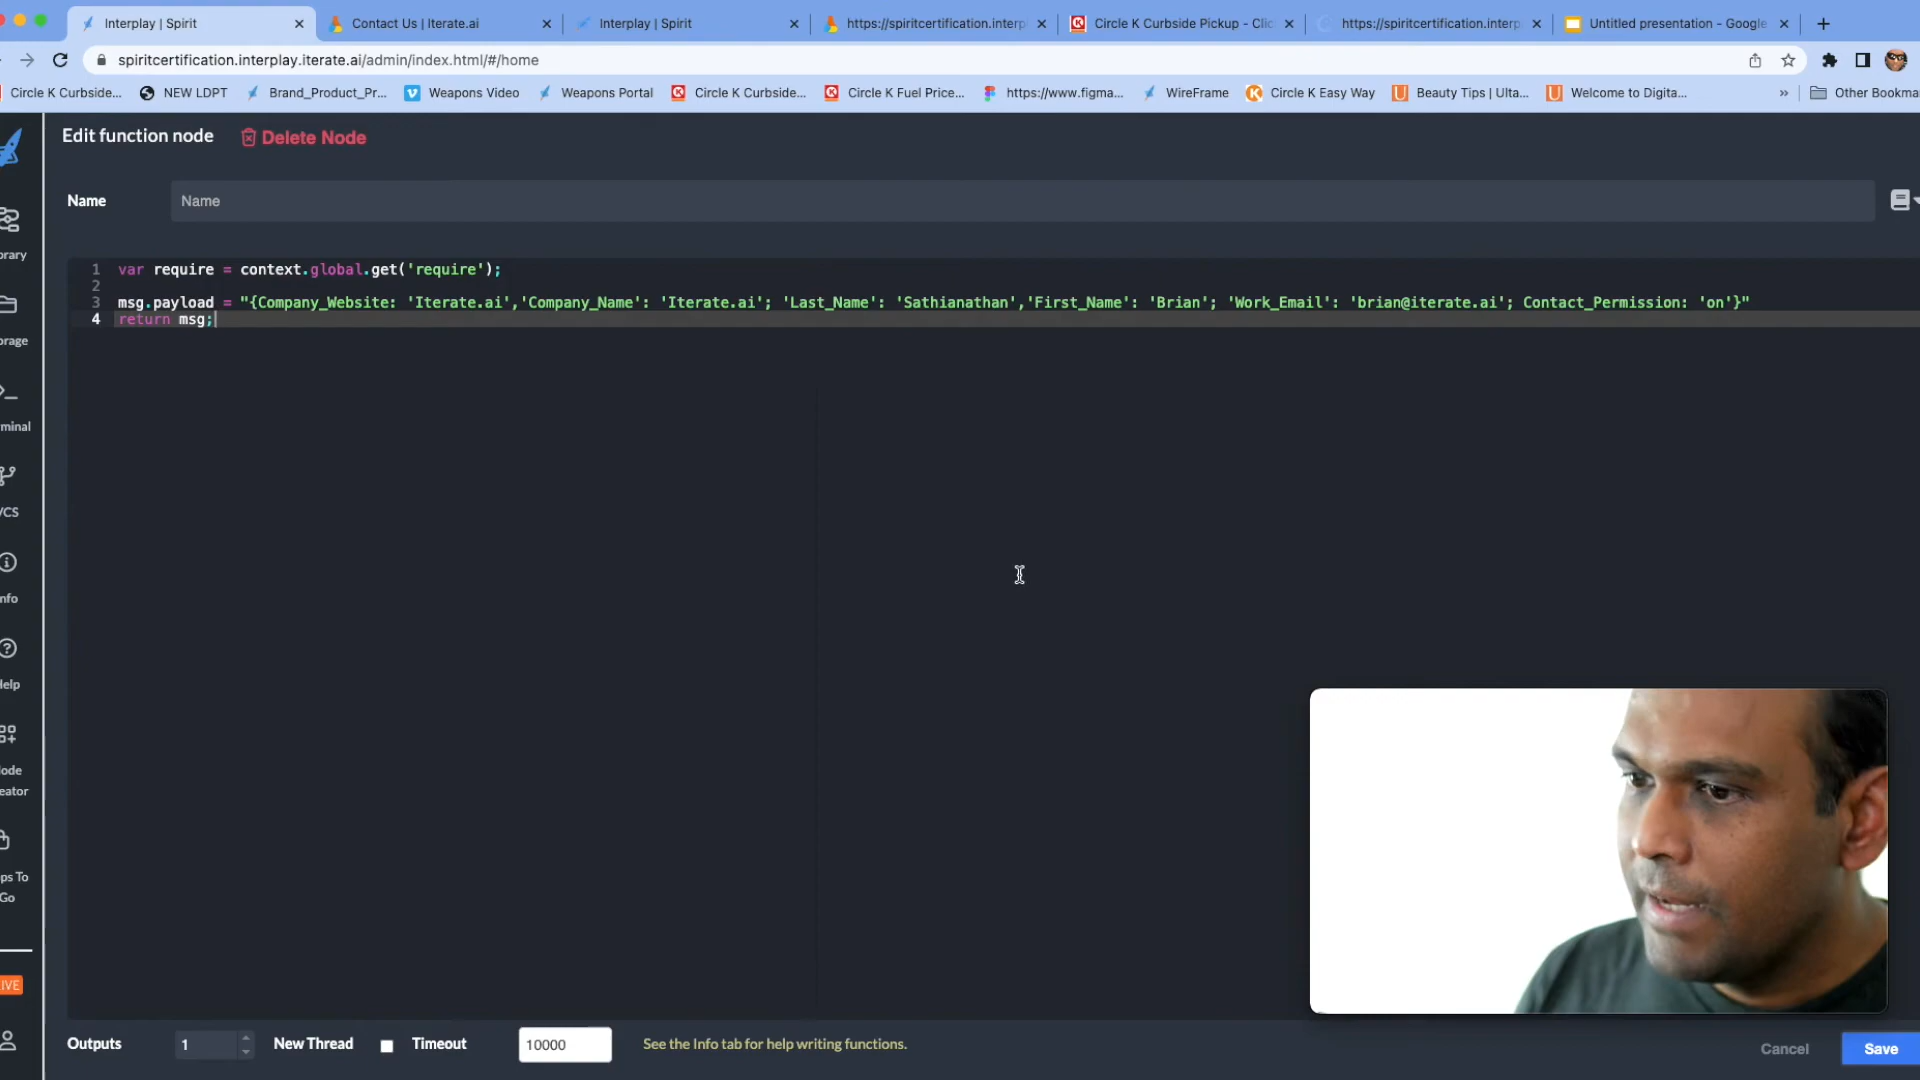 Interplay | Spirit
Contact Us | Iterate.ai
Interplay | Spirit
https://spiritcertification.interp
Circle K Curbside Pickup - Clic
https://spiritcertification.interp
Untitled presentation - Google
spiritcertification.interplay.iterate.ai/admin/index.html/#/home
Circle K Curbside...
NEW LDPT
Brand_Product_Pr...
Weapons Video
Weapons Portal
Circle K Curbside...
Circle K Fuel Price...
https://www.figma...
WireFrame
Circle K Easy Way
Beauty Tips | Ulta...
Welcome to Digita...
»
Other Bookma
Edit function node
Delete Node
Name
Name
1 var require = context.global.get('require');
2
3 msg.payload = "{Company_Website: 'Iterate.ai','Company_Name': 'Iterate.ai'; 'Last_Name': 'Sathianathan','First_Name': 'Brian'; 'Work_Email': 'brian@iterate.ai'; Contact_Permission: 'on'}"
4 return msg;
brary
orage
minal
VCS
nfo
Help
lode
eator
ps To
Go
IVE
Outputs
1
New Thread
Timeout
10000
See the Info tab for help writing functions.
Cancel
Save